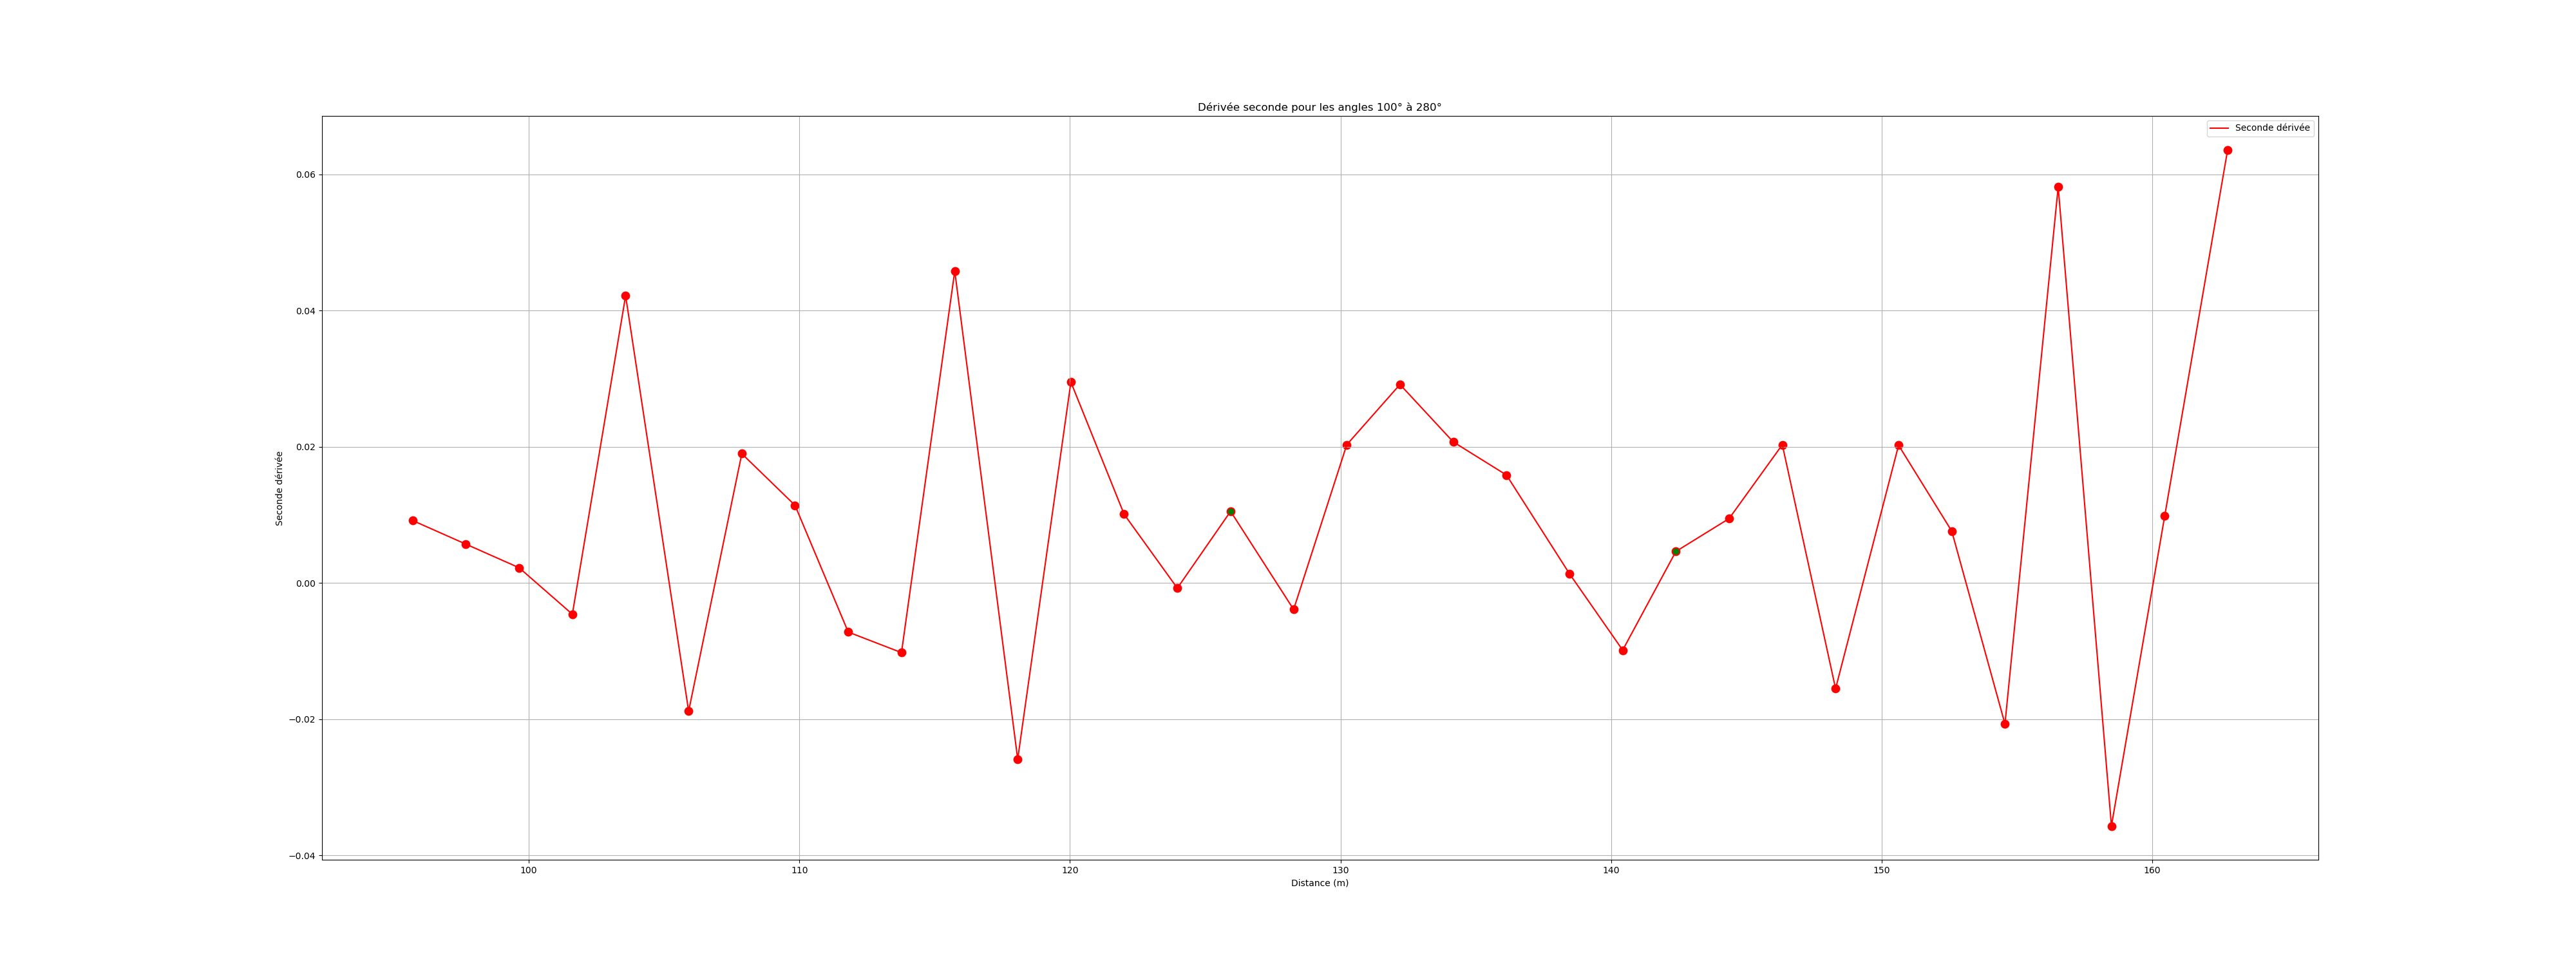 Dérivée seconde pour les angles 100° à 280°
Seconde dérivée
0.06
0.04
0.02
0.00
−0.02
−0.04
Seconde dérivée
100 110 120 130 140 150 160
Distance (m)